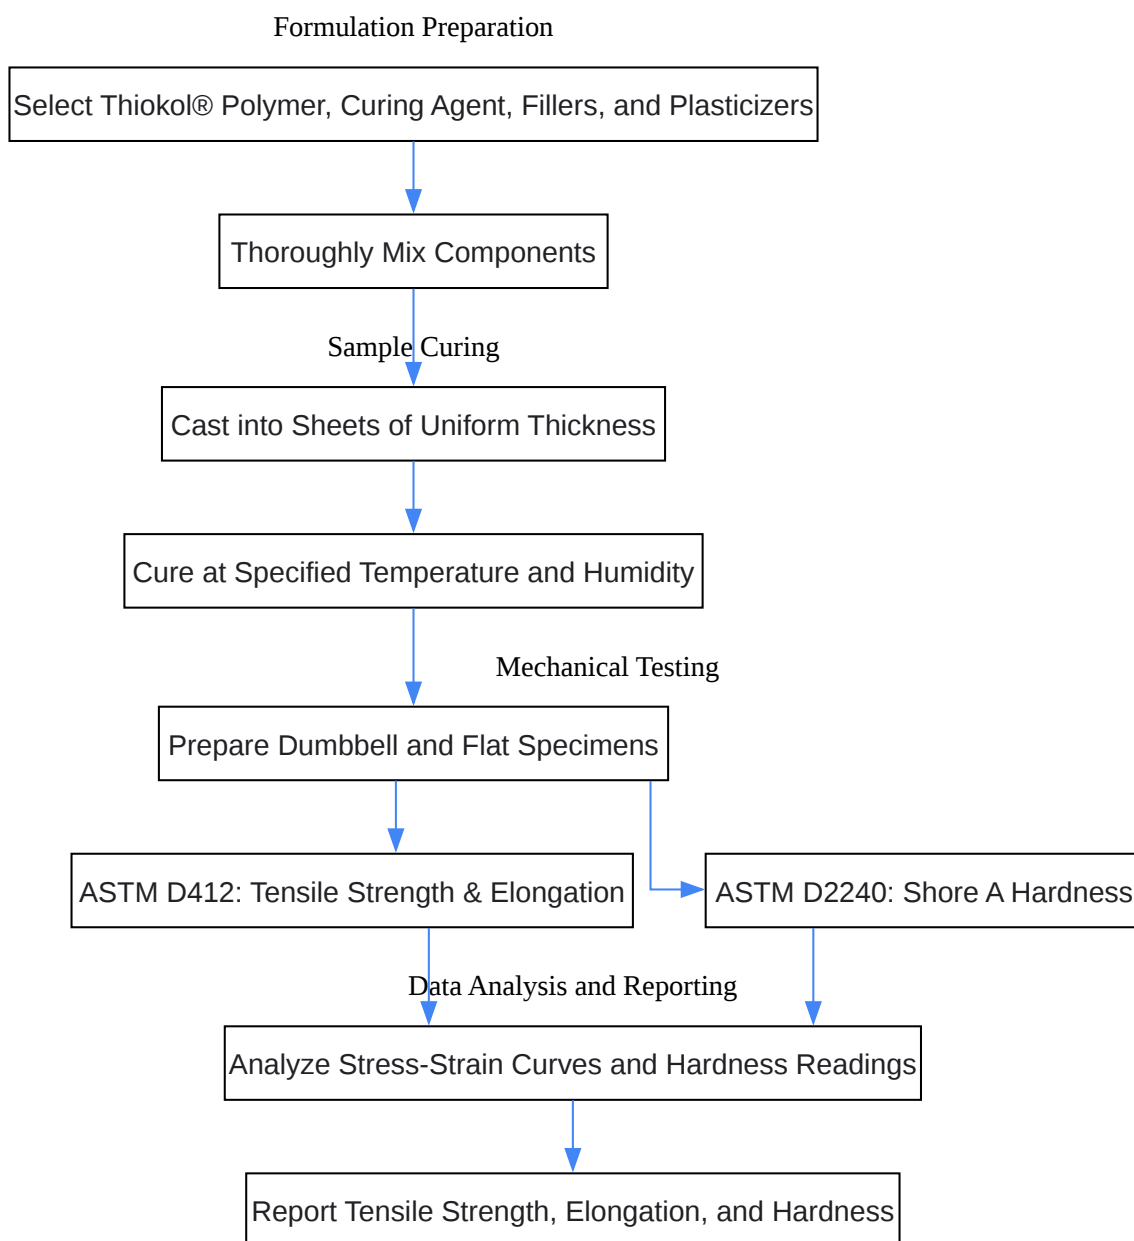 Formulation Preparation
Select Thiokol® Polymer, Curing Agent, Fillers, and Plasticizers
Thoroughly Mix Components
Sample Curing
Cast into Sheets of Uniform Thickness
Cure at Specified Temperature and Humidity
Mechanical Testing
Prepare Dumbbell and Flat Specimens
ASTM D412: Tensile Strength & Elongation
ASTM D2240: Shore A Hardness
Data Analysis and Reporting
Analyze Stress-Strain Curves and Hardness Readings
Report Tensile Strength, Elongation, and Hardness